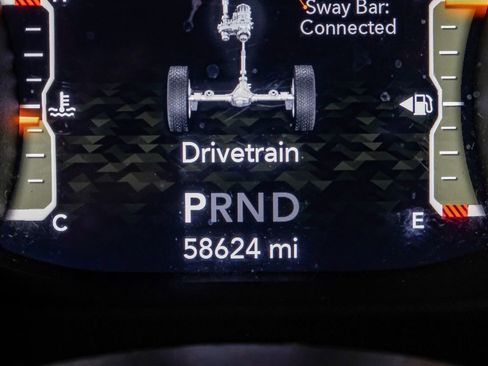 Sway Bar:
Connected
Drivetrain
PRND
C
E
58624 mi